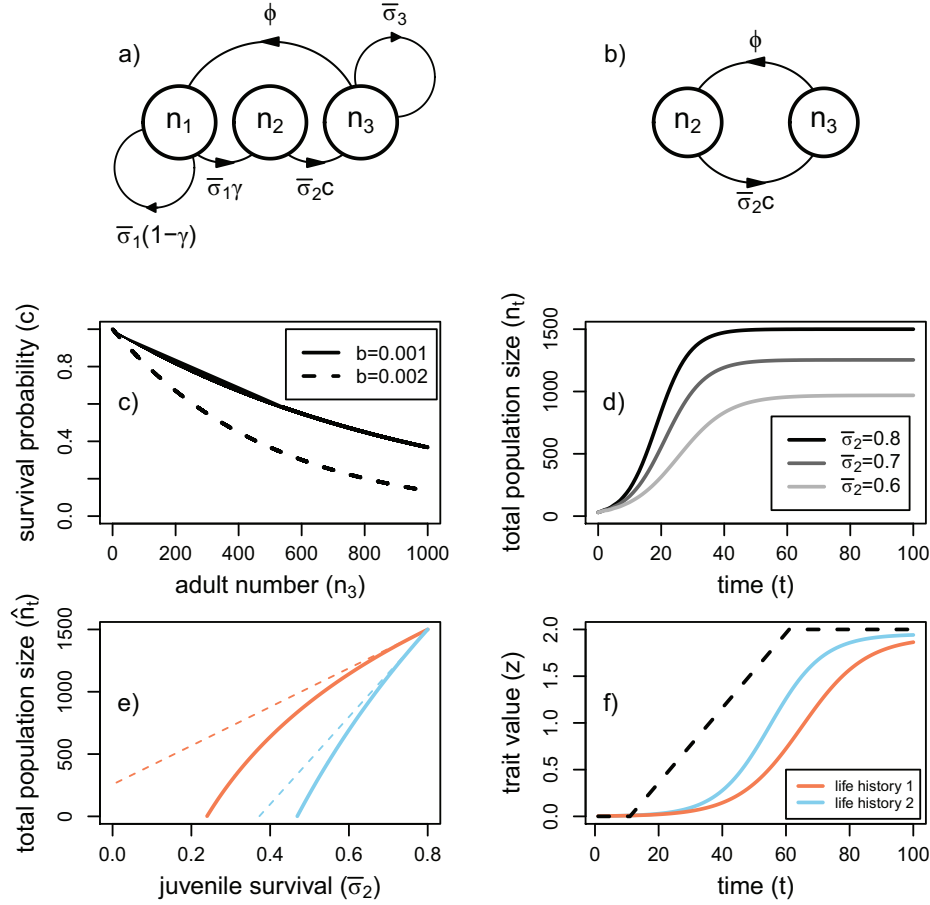 a)
ϕ
σ̅₃
n₁
n₂
n₃
σ̅₁γ
σ̅₂c
σ̅₁(1−γ)
b)
ϕ
n₂
n₃
σ̅₂c
survival probability (c)
0.0
0.4
0.8
c)
b=0.001
b=0.002
0
200
400
600
800
1000
adult number (n₃)
total population size (nₜ)
0
500
1000
1500
d)
σ̅₂=0.8
σ̅₂=0.7
σ̅₂=0.6
0
20
40
60
80
100
time (t)
total population size (n̂ₜ)
0
500
1000
1500
e)
0.0
0.2
0.4
0.6
0.8
juvenile survival (σ̅₂)
trait value (z)
0.0
0.5
1.0
1.5
2.0
f)
life history 1
life history 2
0
20
40
60
80
100
time (t)